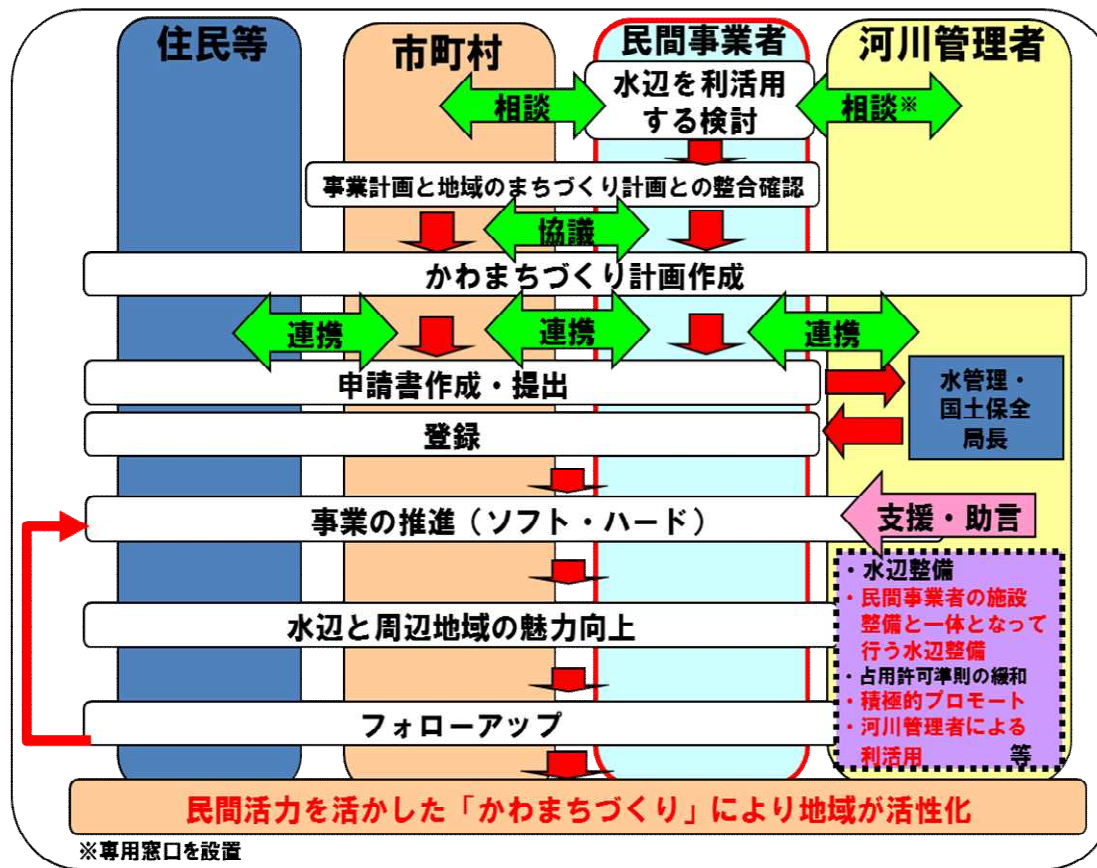 住民等
市町村
民間事業者
河川管理者
相談
水辺を利活用
する検討
相談※
事業計画と地域のまちづくり計画との整合確認
協議
かわまちづくり計画作成
連携
連携
連携
申請書作成・提出
水管理・
国土保全
局長
登録
事業の推進（ソフト・ハード）
支援・助言
・水辺整備
・民間事業者の施設
整備と一体となって
行う水辺整備
・占用許可準則の緩和
・積極的プロモート
・河川管理者による
利活用 等
水辺と周辺地域の魅力向上
フォローアップ
民間活力を活かした「かわまちづくり」により地域が活性化
※専用窓口を設置